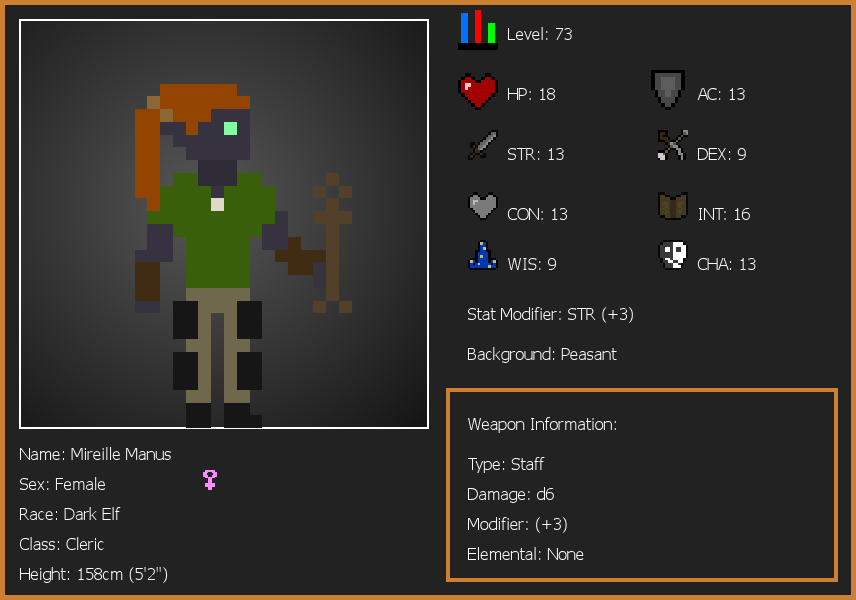 Level: 73
HP: 18
AC: 13
STR: 13
DEX: 9
CON: 13
INT: 16
WIS: 9
CHA: 13
Stat Modifier: STR (+3)
Background: Peasant
Weapon Information:
Type: Staff
Damage: d6
Modifier: (+3)
Elemental: None
Name: Mireille Manus
Sex: Female
Race: Dark Elf
Class: Cleric
Height: 158cm (5'2")